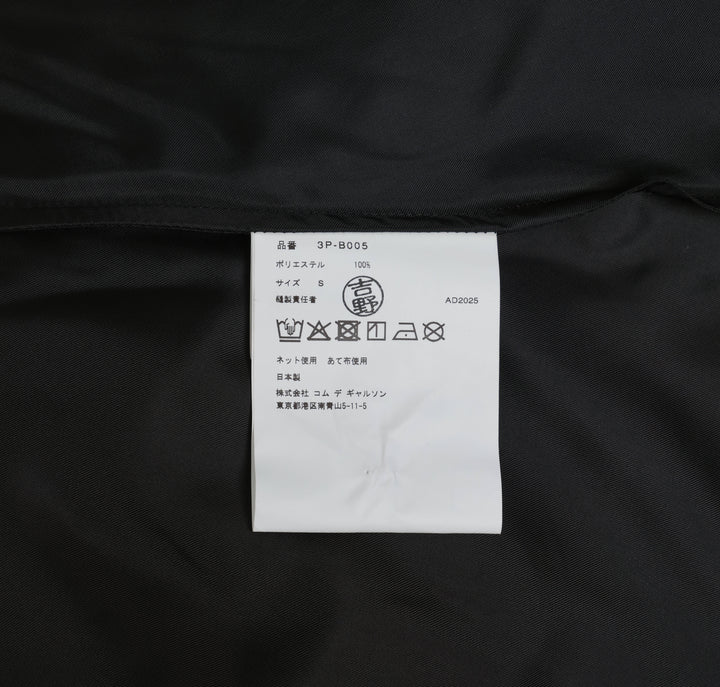 品番 3P-B005
ポリエステル 100%
サイズ S
縫製責任者 吉野 AD2025
ネット使用 あて布使用
日本製
株式会社 コム デ ギャルソン
東京都港区南青山5-11-5